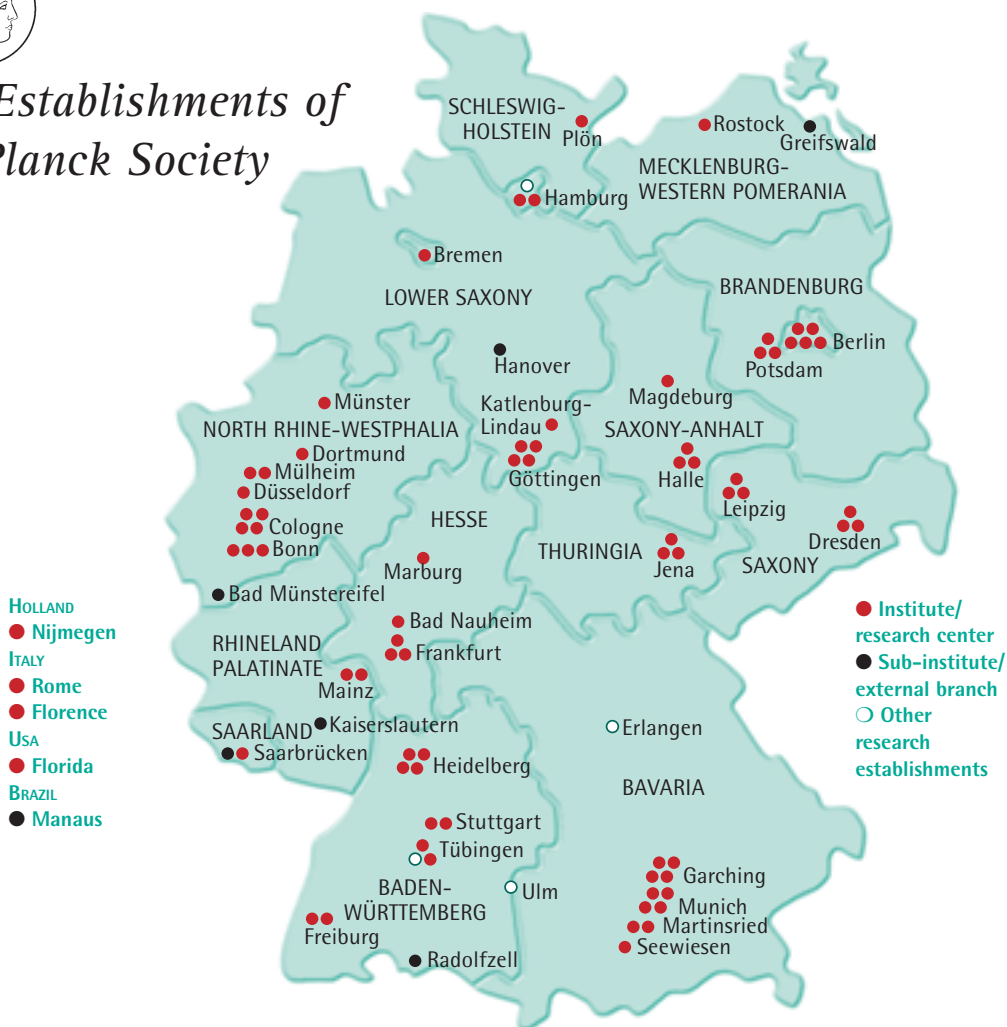 Establishments of
Planck Society
SCHLESWIG-
HOLSTEIN
Plön
Rostock
Greifswald
MECKLENBURG-
WESTERN POMERANIA
Hamburg
Bremen
LOWER SAXONY
BRANDENBURG
Berlin
Potsdam
Hanover
Magdeburg
Münster
Katlenburg-
Lindau
NORTH RHINE-WESTPHALIA
SAXONY-ANHALT
Dortmund
Mülheim
Göttingen
Halle
Düsseldorf
Leipzig
Cologne
HESSE
Dresden
Bonn
THURINGIA
Jena
SAXONY
Marburg
Bad Münstereifel
Bad Nauheim
RHINELAND
PALATINATE
Frankfurt
Mainz
SAARLAND
Kaiserslautern
Saarbrücken
Erlangen
Heidelberg
BAVARIA
Stuttgart
Tübingen
Garching
BADEN-
WÜRTTEMBERG
Ulm
Munich
Martinsried
Freiburg
Seewiesen
Radolfzell
HOLLAND
Nijmegen
ITALY
Rome
Florence
USA
Florida
BRAZIL
Manaus
Institute/
research center
Sub-institute/
external branch
Other
research
establishments